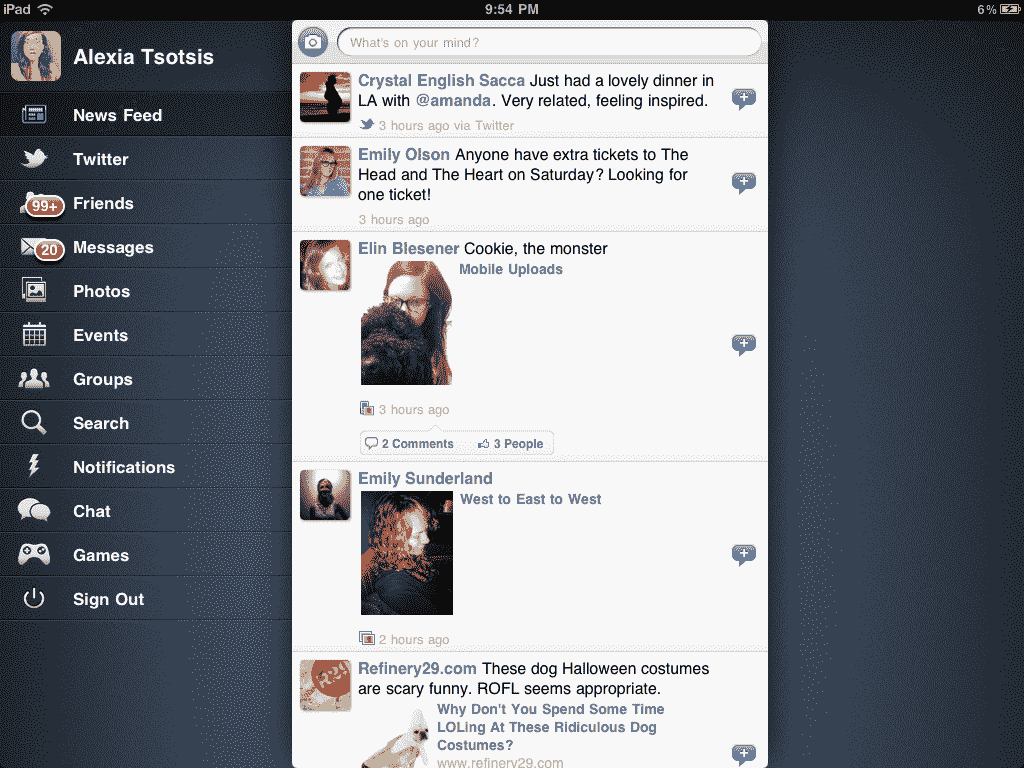 iPad 9:54 PM 6%
Alexia Tsotsis
News Feed
Twitter
99+ Friends
20 Messages
Photos
Events
Groups
Search
Notifications
Chat
Games
Sign Out
What's on your mind?
Crystal English Sacca Just had a lovely dinner in
LA with @amanda. Very related, feeling inspired.
3 hours ago via Twitter
Emily Olson Anyone have extra tickets to The
Head and The Heart on Saturday? Looking for
one ticket!
3 hours ago
Elin Blesener Cookie, the monster
Mobile Uploads
3 hours ago
2 Comments 3 People
Emily Sunderland
West to East to West
2 hours ago
R29
Refinery29.com These dog Halloween costumes
are scary funny. ROFL seems appropriate.
Why Don't You Spend Some Time
LOLing At These Ridiculous Dog
Costumes?
www.refinery29.com